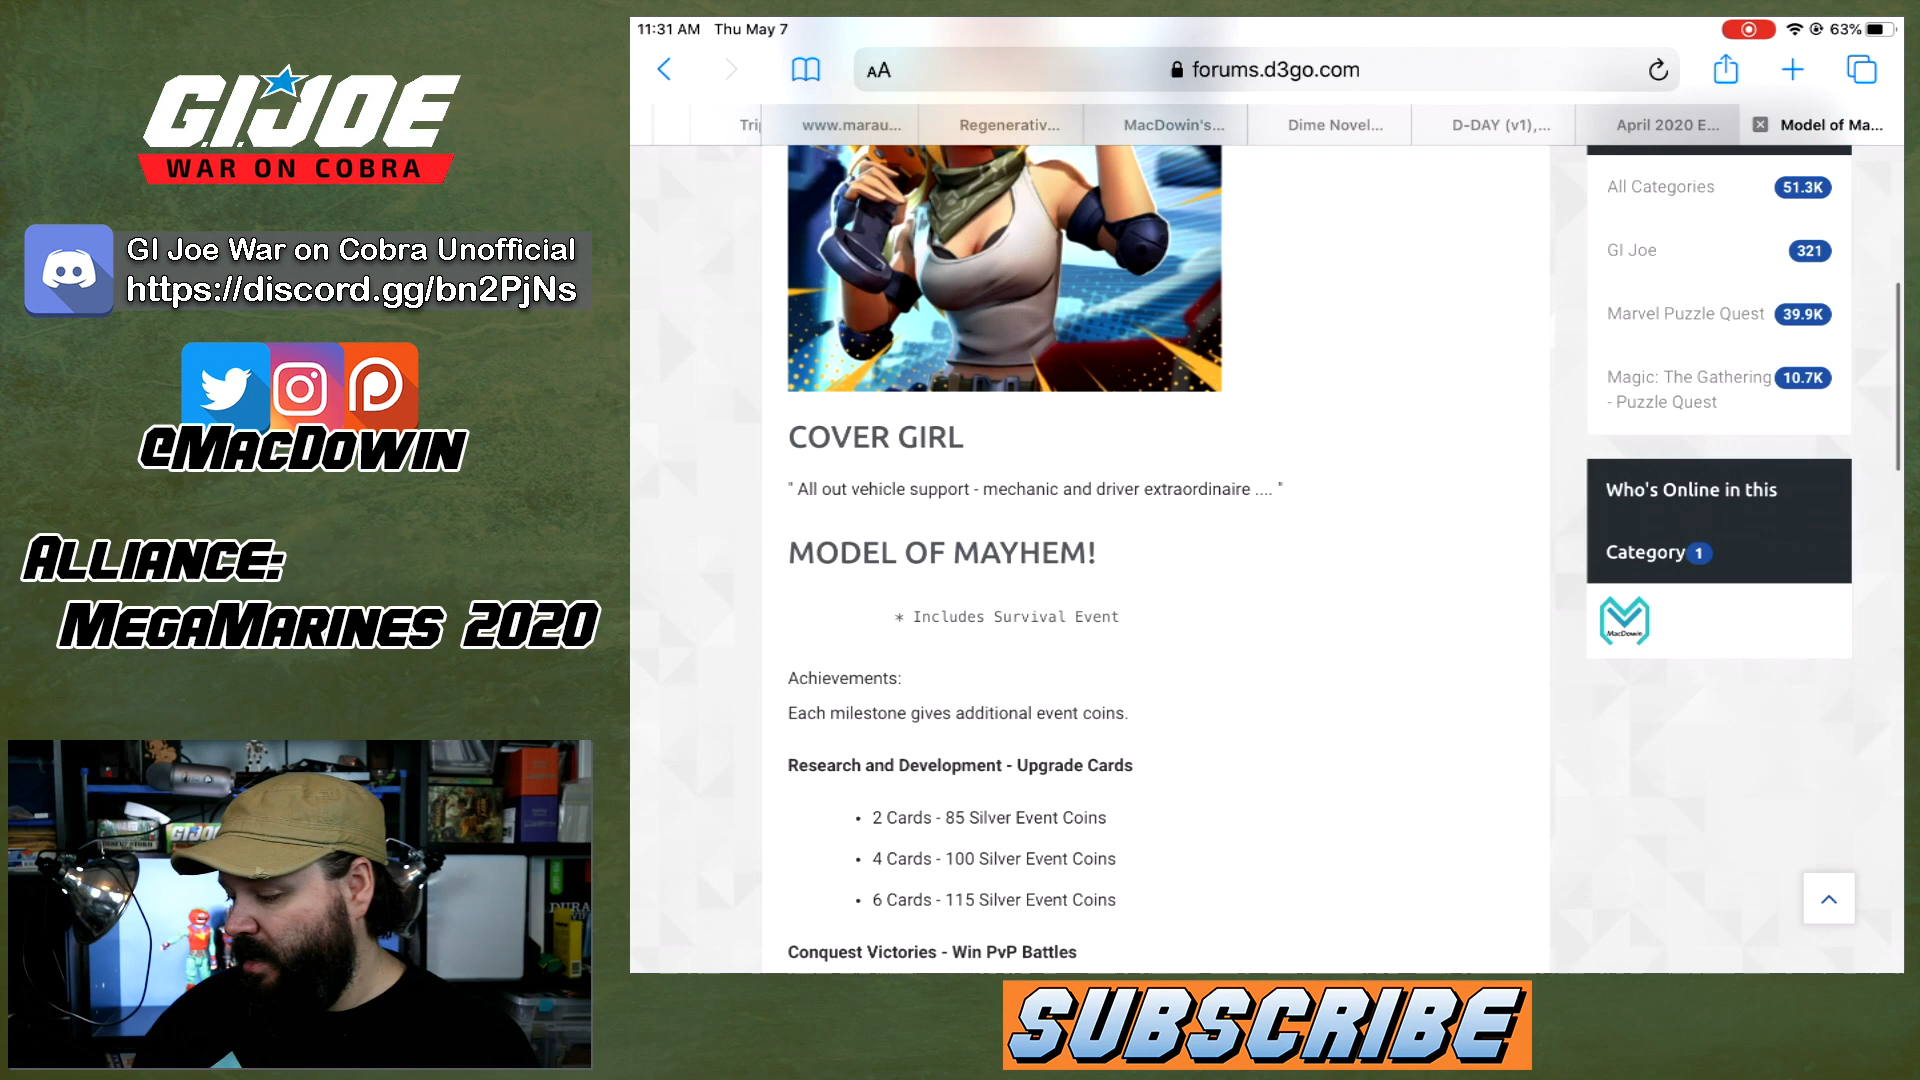 G.I. JOE
WAR ON COBRA
GI Joe War on Cobra Unofficial
https://discord.gg/bn2PjNs
@MacDowin
Alliance:
MegaMarines 2020
11:31 AM Thu May 7
63%
AA
forums.d3go.com
Tri
www.marau...
Regenerativ...
MacDowin's...
Dime Novel...
D-DAY (v1),...
April 2020 E...
Model of Ma...
COVER GIRL
" All out vehicle support - mechanic and driver extraordinaire .... "
MODEL OF MAYHEM!
* Includes Survival Event
Achievements:
Each milestone gives additional event coins.
Research and Development - Upgrade Cards
• 2 Cards - 85 Silver Event Coins
• 4 Cards - 100 Silver Event Coins
• 6 Cards - 115 Silver Event Coins
Conquest Victories - Win PvP Battles
All Categories 51.3K
GI Joe 321
Marvel Puzzle Quest 39.9K
Magic: The Gathering 10.7K
- Puzzle Quest
Who's Online in this
Category 1
MacDowin
GI JOE
DURA
SUBSCRIBE